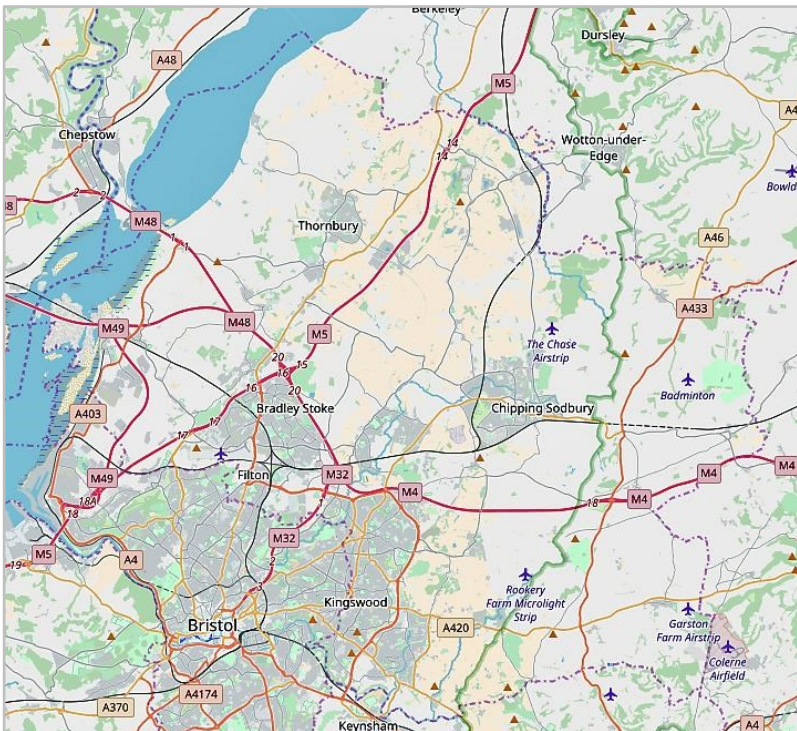 Berkeley
Dursley
A48
M5
A4
Chepstow
14
14
Wotton-under-
Edge
Bowld
2
2
M48
Thornbury
1
1
A46
A433
M49
M48
M5
The Chase
Airstrip
20
16
15
16
20
Badminton
A403
Bradley Stoke
Chipping Sodbury
17
17
Filton
M32
M4
M4
M4
M4
M49
18A
18
18
M5
19
A4
M32
2
3
Rookery
Farm Microlight
Strip
Kingswood
Bristol
A420
Garston
Farm Airstrip
Colerne
Airfield
A4174
A370
Keynsham
A4